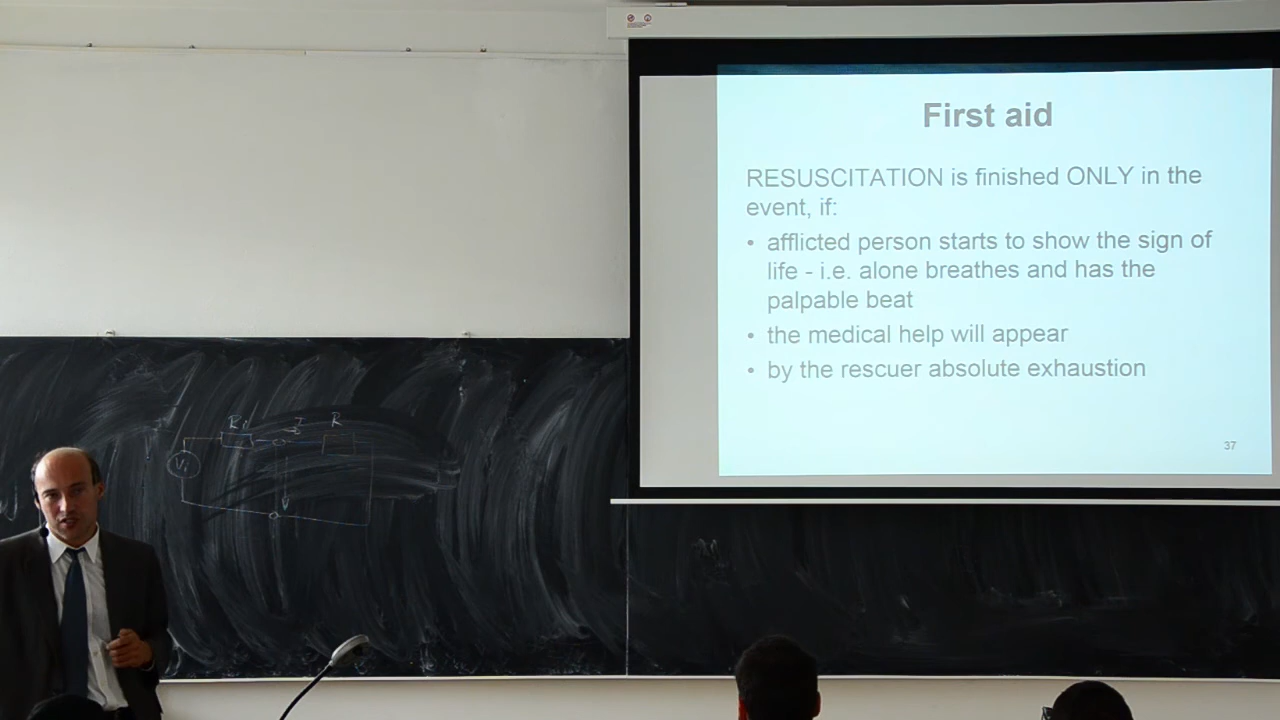 First aid
RESUSCITATION is finished ONLY in the
event, if:
• afflicted person starts to show the sign of
life - i.e. alone breathes and has the
palpable beat
• the medical help will appear
• by the rescuer absolute exhaustion
37
R